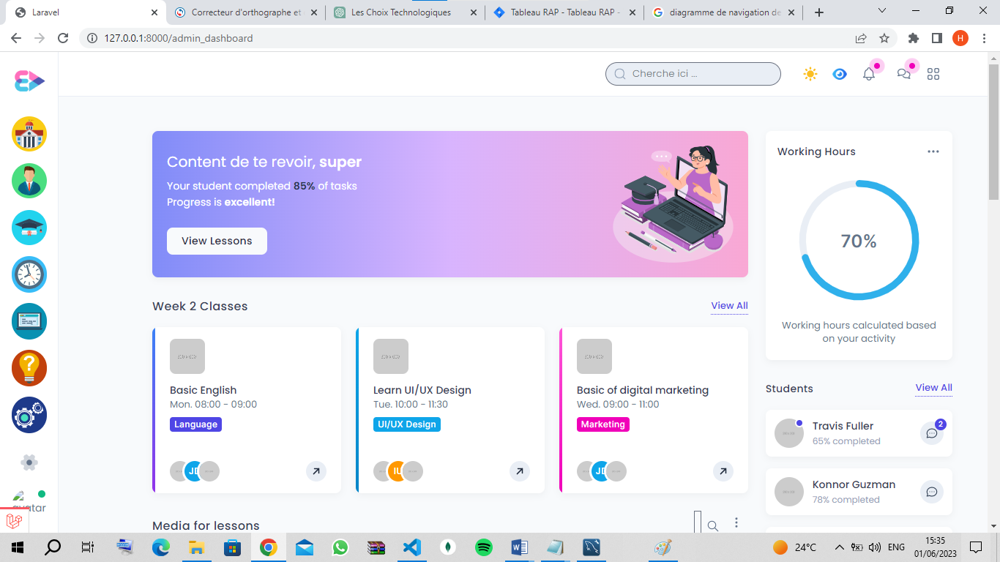 Laravel
Correcteur d'orthographe et
Les Choix Technologiques
Tableau RAP - Tableau RAP -
diagramme de navigation de
127.0.0.1:8000/admin_dashboard
H
Cherche ici ...
Content de te revoir, super
Your student completed 85% of tasks
Progress is excellent!
View Lessons
Working Hours
70%
Working hours calculated based
on your activity
Week 2 Classes
View All
Basic English
Mon. 08:00 - 09:00
Language
JD
Learn UI/UX Design
Tue. 10:00 - 11:30
UI/UX Design
IU
Basic of digital marketing
Wed. 09:00 - 11:00
Marketing
JD
Students
View All
Travis Fuller
65% completed
2
Konnor Guzman
78% completed
avatar
Media for lessons
24°C
ENG
15:35
01/06/2023